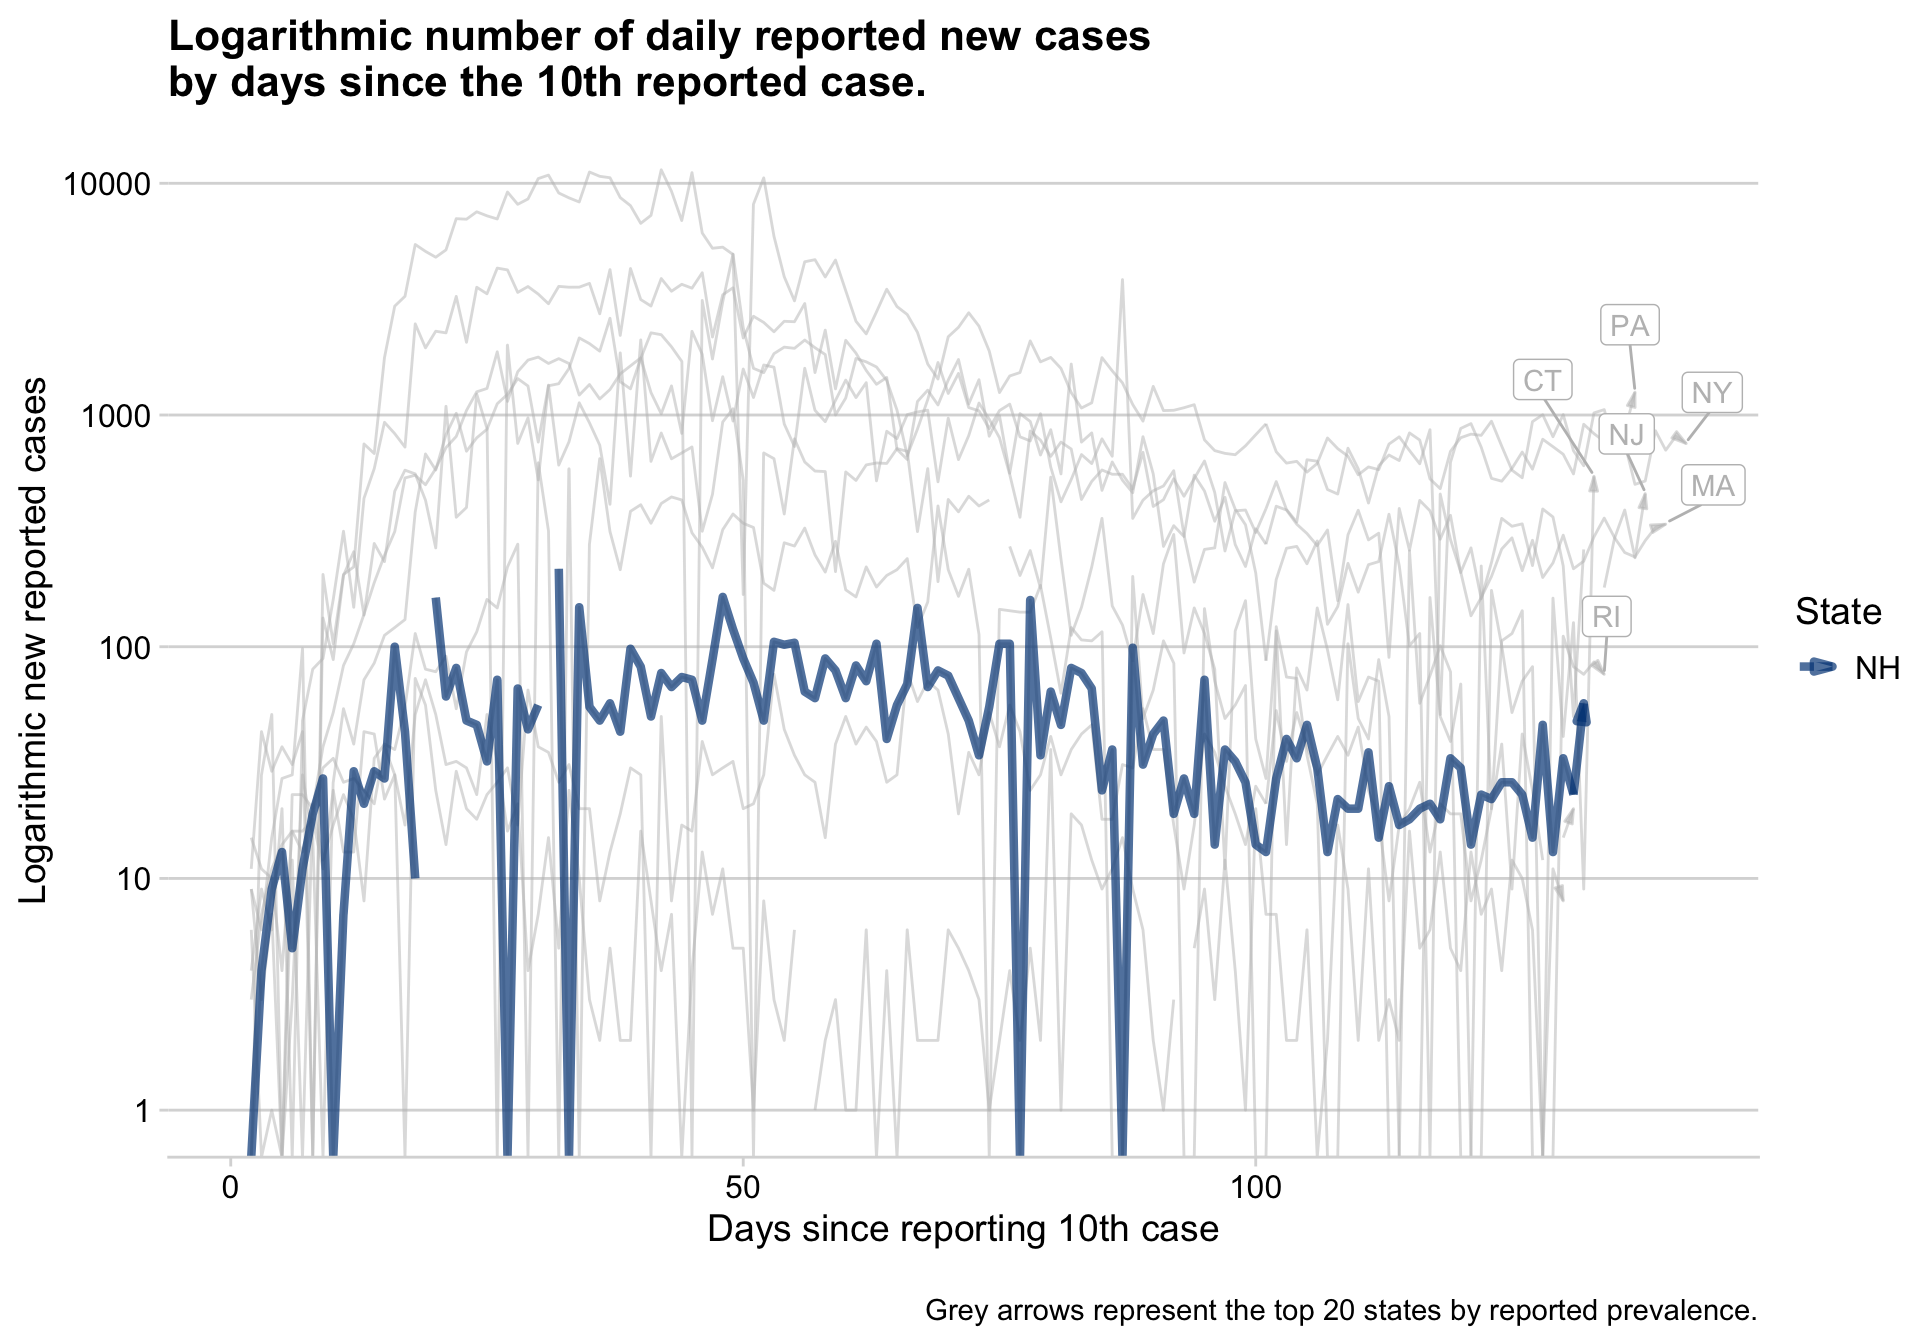 Logarithmic number of daily reported new cases
by days since the 10th reported case.
Logarithmic new reported cases
10000
1000
100
10
1
PA
CT
NY
NJ
MA
RI
State
NH
0
50
100
Days since reporting 10th case
Grey arrows represent the top 20 states by reported prevalence.